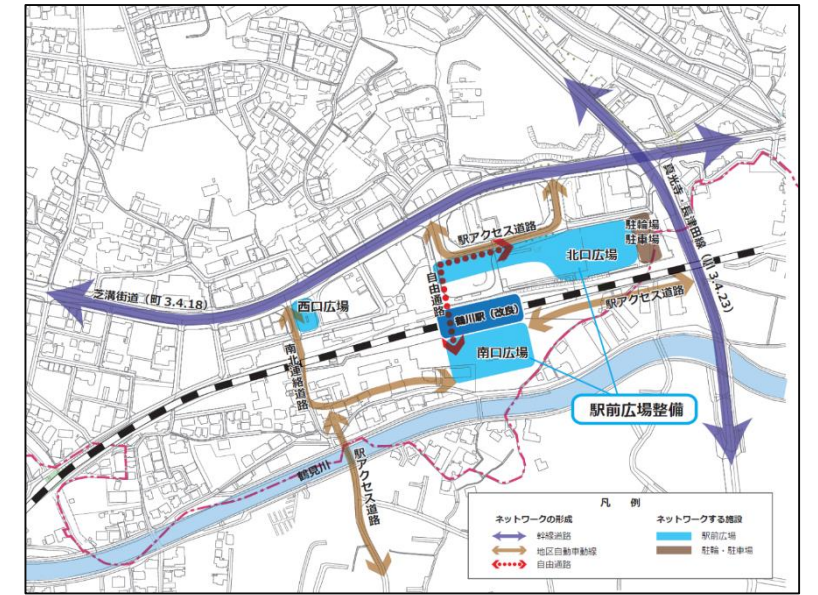 真光寺・長津田線（町 3.4.23）
駐輪場
駐車場
駅アクセス道路
北口広場
自由通路
芝溝街道（町 3.4.18）
西口広場
鶴川駅（改良）
駅アクセス道路
南北連絡道路
南口広場
駅前広場整備
鶴見川
駅アクセス道路
凡　例
ネットワークの形成
ネットワークする施設
幹線道路
駅前広場
地区自動車動線
駐輪・駐車場
自由通路